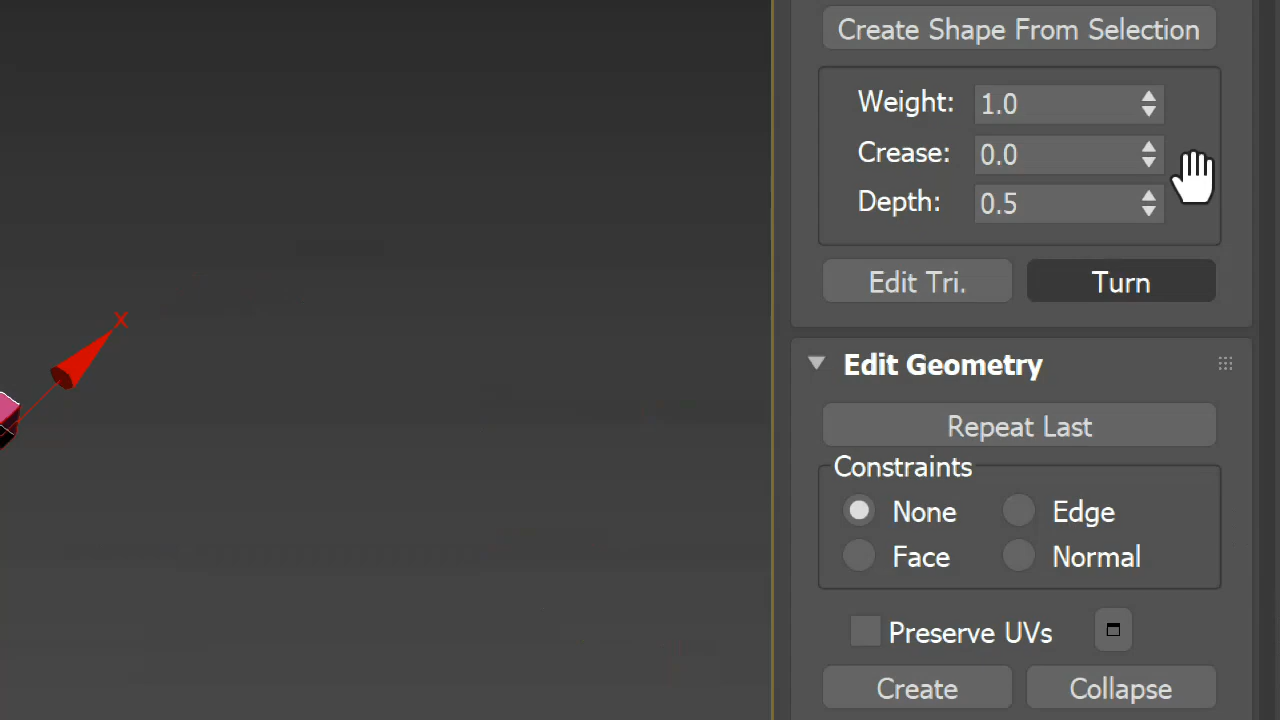 Create Shape From Selection
Weight: 1.0
Crease: 0.0
Depth: 0.5
Edit Tri. Turn
x
Edit Geometry
Repeat Last
Constraints
None Edge
Face Normal
Preserve UVs
Create Collapse